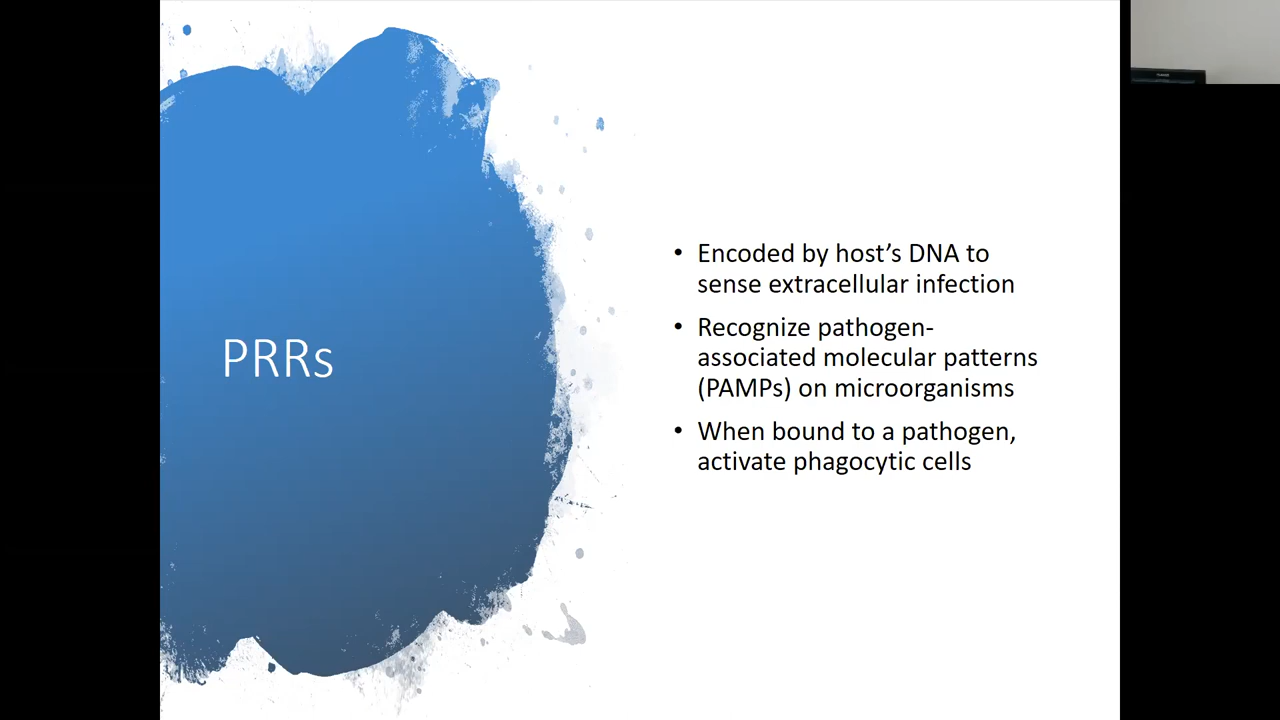 PRRs
• Encoded by host’s DNA to
sense extracellular infection
• Recognize pathogen-
associated molecular patterns
(PAMPs) on microorganisms
• When bound to a pathogen,
activate phagocytic cells